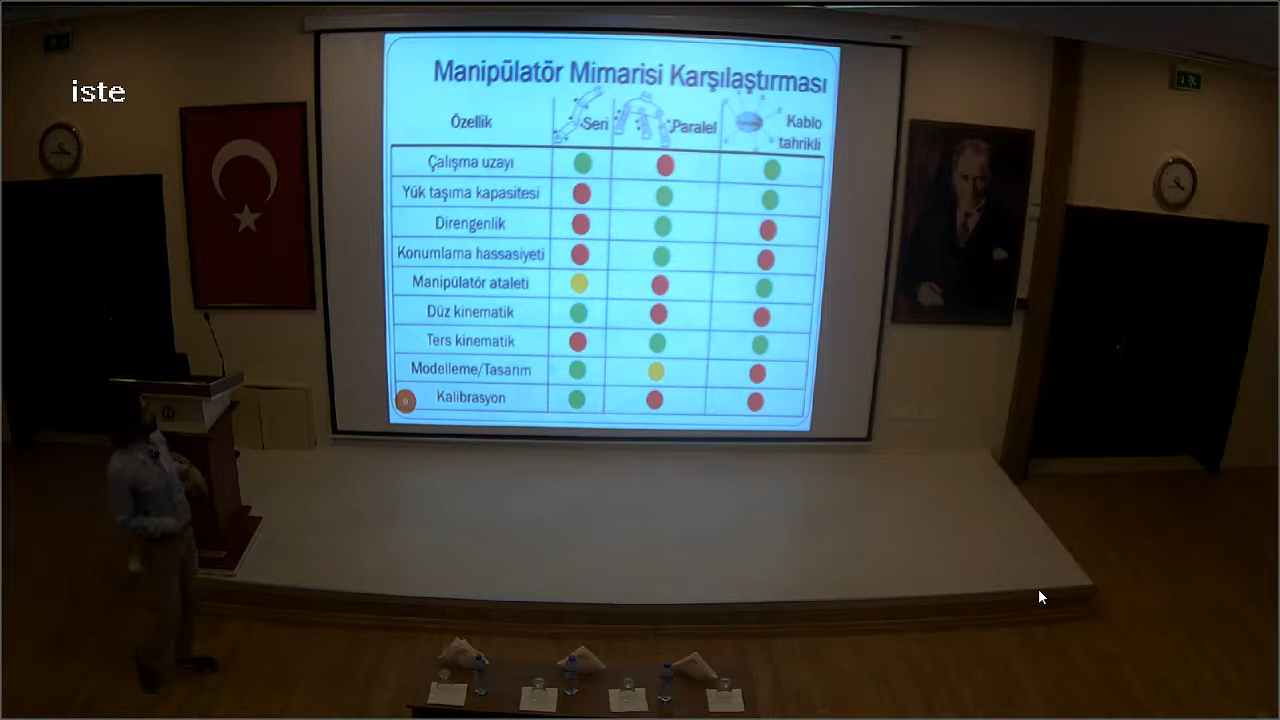 iste
Manipülatör Mimarisi Karşılaştırması
Özellik
Seri
Paralel
Kablo
tahrikli
Çalışma uzayı
Yük taşıma kapasitesi
Direngenlik
Konumlama hassasiyeti
Manipülatör ataleti
Düz kinematik
Ters kinematik
Modelleme/Tasarım
Kalibrasyon
9